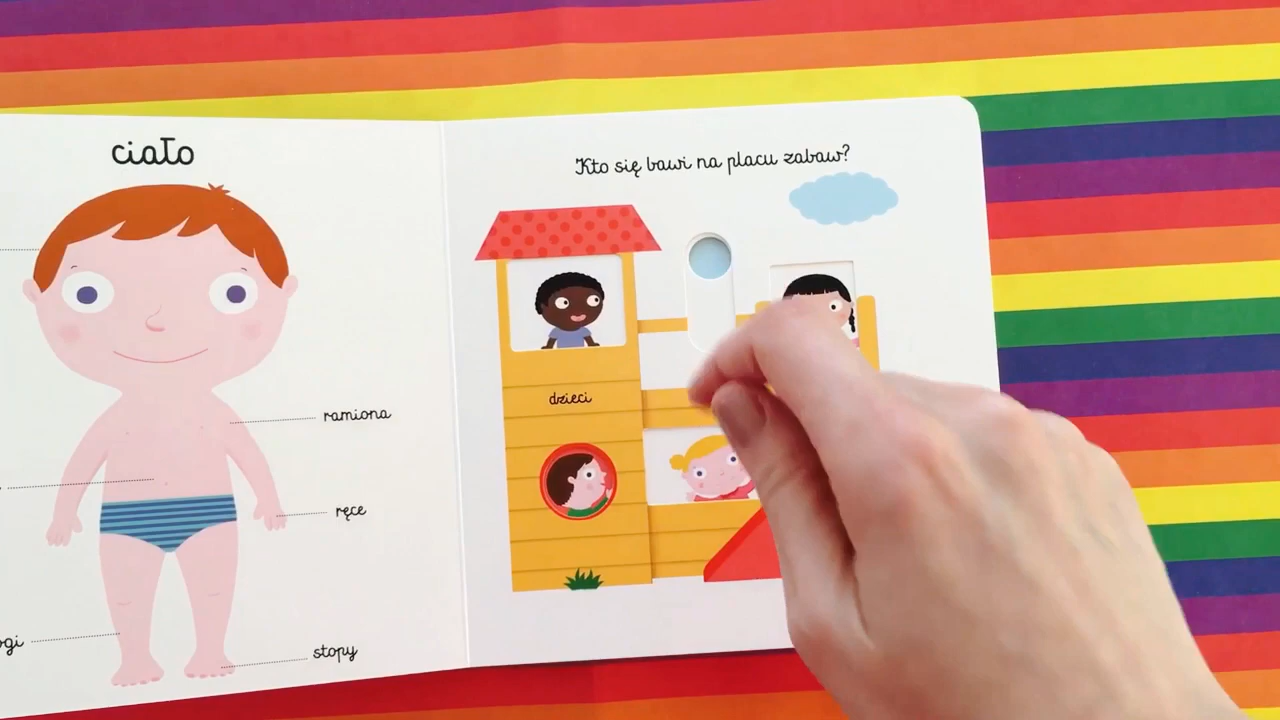 ciało
ramiona
ręce
stopy
Kto się bawi na placu zabaw?
dzieci